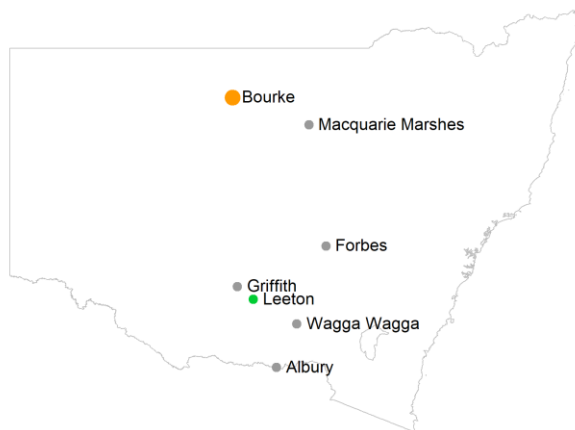 Bourke
Macquarie Marshes
Forbes
Griffith
Leeton
Wagga Wagga
Albury